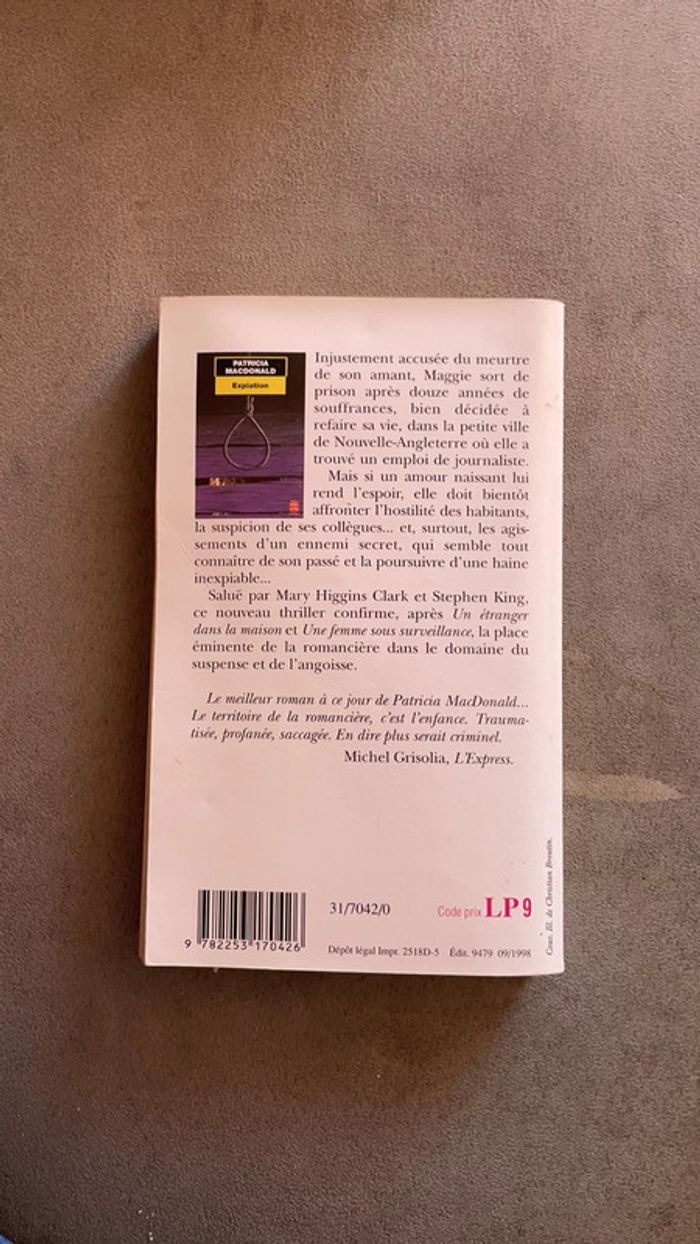 PATRICIA
MACDONALD
Expiation
Injustement accusée du meurtre
de son amant, Maggie sort de
prison après douze années de
souffrances, bien décidée à
refaire sa vie, dans la petite ville
de Nouvelle-Angleterre où elle a
trouvé un emploi de journaliste.
Mais si un amour naissant lui
rend l'espoir, elle doit bientôt
affronter l'hostilité des habitants,
la suspicion de ses collègues... et, surtout, les agis-
sements d'un ennemi secret, qui semble tout
connaître de son passé et la poursuivre d'une haine
inexpiable...
Salué par Mary Higgins Clark et Stephen King,
ce nouveau thriller confirme, après Un étranger
dans la maison et Une femme sous surveillance, la place
éminente de la romancière dans le domaine du
suspense et de l'angoisse.
Le meilleur roman à ce jour de Patricia MacDonald...
Le territoire de la romancière, c'est l'enfance. Trauma-
tisée, profanée, saccagée. En dire plus serait criminel.
Michel Grisolia, L'Express.
9 782253 170426
31/7042/0
Code prix LP 9
Dépôt légal Impr. 2518D-5 Édit. 9479 09/1998
Couv. Ill. de Christian Broutin.